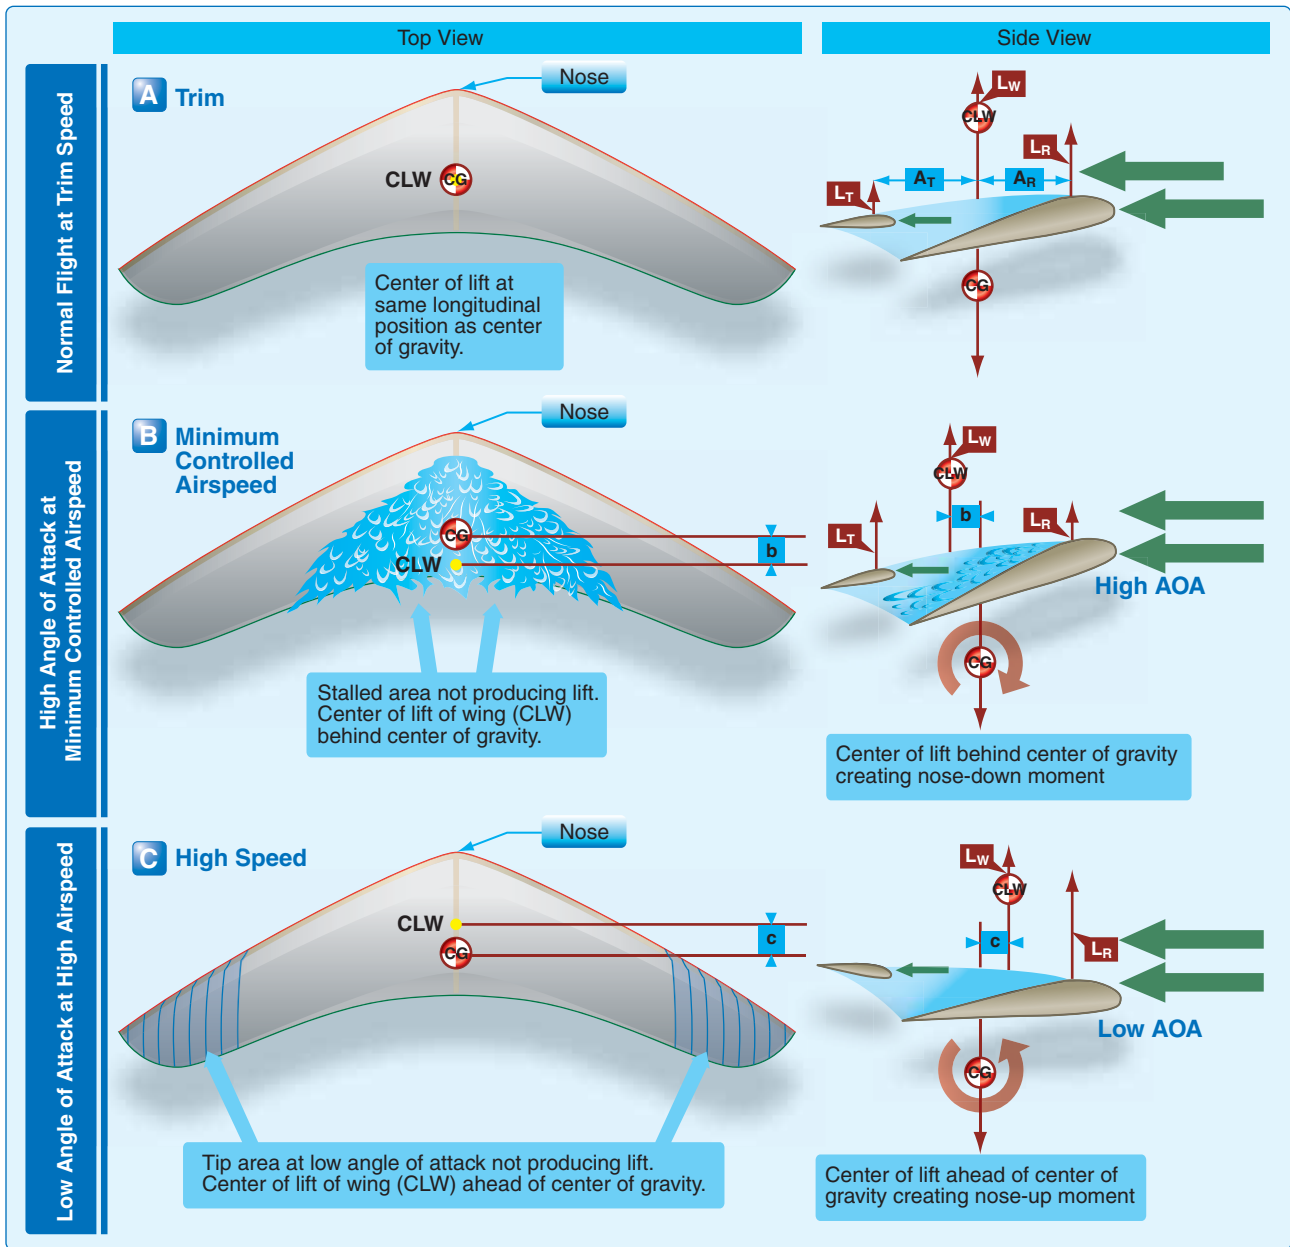 Top View
Side View
Normal Flight at Trim Speed
A Trim
Nose
CLW CG
Center of lift at
same longitudinal
position as center
of gravity.
LW
CLW
LR
AT
AR
LT
CG
High Angle of Attack at
Minimum Controlled Airspeed
B Minimum
Controlled
Airspeed
Nose
CG
CLW
b
Stalled area not producing lift.
Center of lift of wing (CLW)
behind center of gravity.
LW
CLW
b
LR
LT
High AOA
CG
Center of lift behind center of gravity
creating nose-down moment
Low Angle of Attack at High Airspeed
C High Speed
Nose
CLW
CG
c
Tip area at low angle of attack not producing lift.
Center of lift of wing (CLW) ahead of center of gravity.
LW
CLW
c
LR
Low AOA
CG
Center of lift ahead of center of
gravity creating nose-up moment